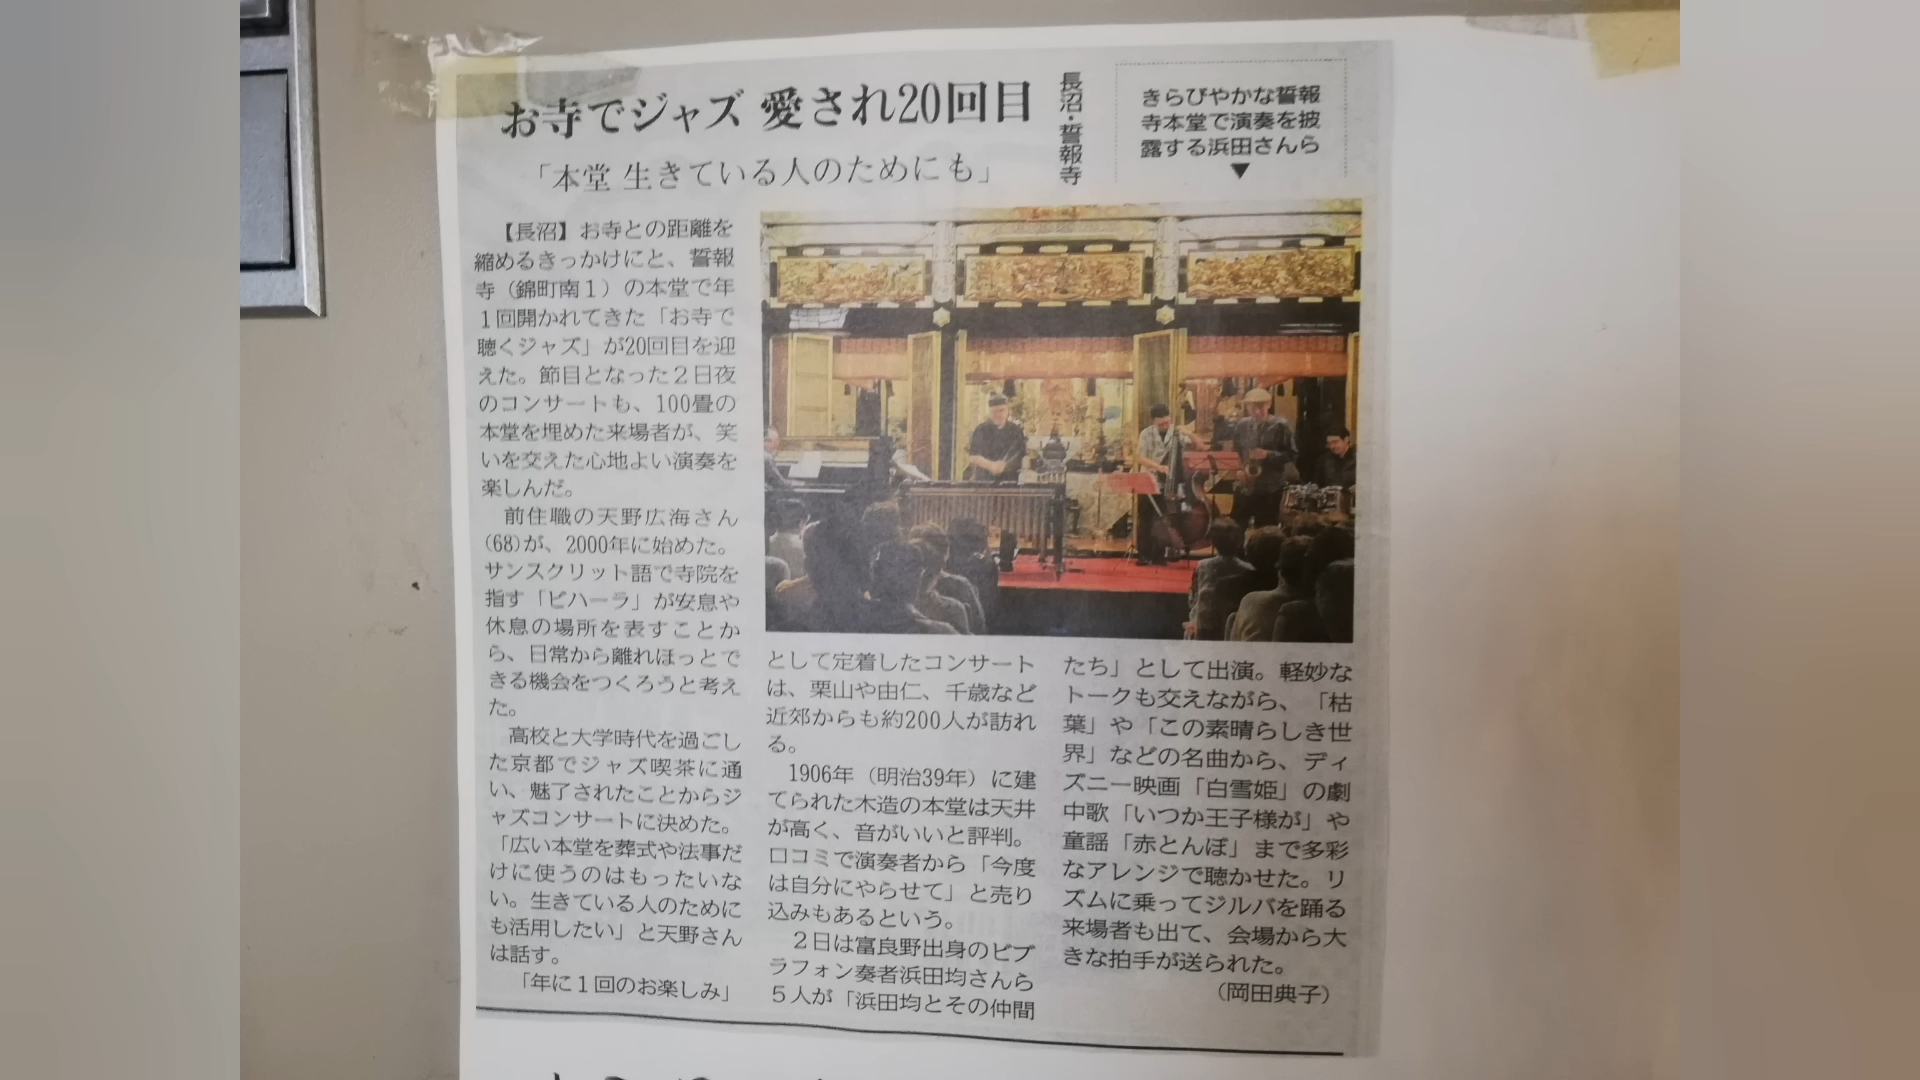 お寺でジャズ 愛され20回目
「本堂 生きている人のためにも」
長沼・誓報寺
きらびやかな誓報
寺本堂で演奏を披
露する浜田さんら
▼
【長沼】お寺との距離を
縮めるきっかけにと、誓報
寺（錦町南1）の本堂で年
1回開かれてきた「お寺で
聴くジャズ」が20回目を迎
えた。節目となった2日夜
のコンサートも、100畳の
本堂を埋めた来場者が、笑
いを交えた心地よい演奏を
楽しんだ。
前住職の天野広海さん
(68)が、2000年に始めた。
サンスクリット語で寺院を
指す「ビハーラ」が安息や
休息の場所を表すことか
ら、日常から離れほっとで
きる機会をつくろうと考え
た。
高校と大学時代を過ごし
た京都でジャズ喫茶に通
い、魅了されたことからジ
ャズコンサートに決めた。
「広い本堂を葬式や法事だ
けに使うのはもったいな
い。生きている人のために
も活用したい」と天野さん
は話す。
「年に1回のお楽しみ」
として定着したコンサート
は、栗山や由仁、千歳など
近郊からも約200人が訪れ
る。
1906年（明治39年）に建
てられた木造の本堂は天井
が高く、音がいいと評判。
口コミで演奏者から「今度
は自分にやらせて」と売り
込みもあるという。
2日は富良野出身のビブ
ラフォン奏者浜田均さんら
5人が「浜田均とその仲間
たち」として出演。軽妙な
トークも交えながら、「枯
葉」や「この素晴らしき世
界」などの名曲から、ディ
ズニー映画「白雪姫」の劇
中歌「いつか王子様が」や
童謡「赤とんぼ」まで多彩
なアレンジで聴かせた。リ
ズムに乗ってジルバを踊る
来場者も出て、会場から大
きな拍手が送られた。
（岡田典子）